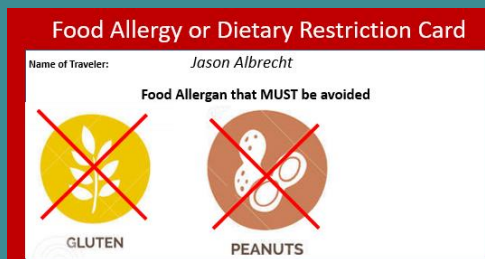 Food Allergy or Dietary Restriction Card
Name of Traveler: Jason Albrecht
Food Allergan that MUST be avoided
GLUTEN
PEANUTS